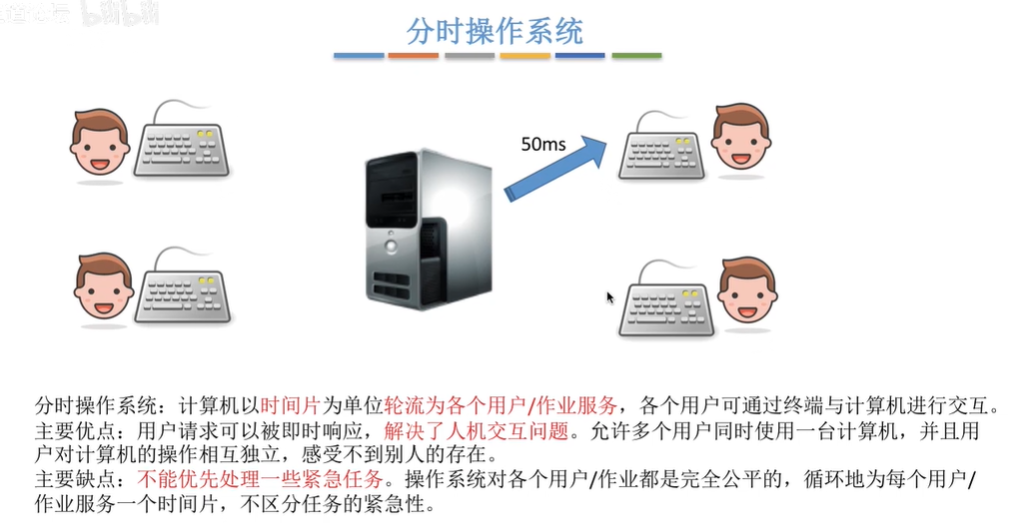 bilibili
分时操作系统
50ms
分时操作系统：计算机以时间片为单位轮流为各个用户/作业服务，各个用户可通过终端与计算机进行交互。
主要优点：用户请求可以被即时响应，解决了人机交互问题。允许多个用户同时使用一台计算机，并且用
户对计算机的操作相互独立，感受不到别人的存在。
主要缺点：不能优先处理一些紧急任务。操作系统对各个用户/作业都是完全公平的，循环地为每个用户/
作业服务一个时间片，不区分任务的紧急性。